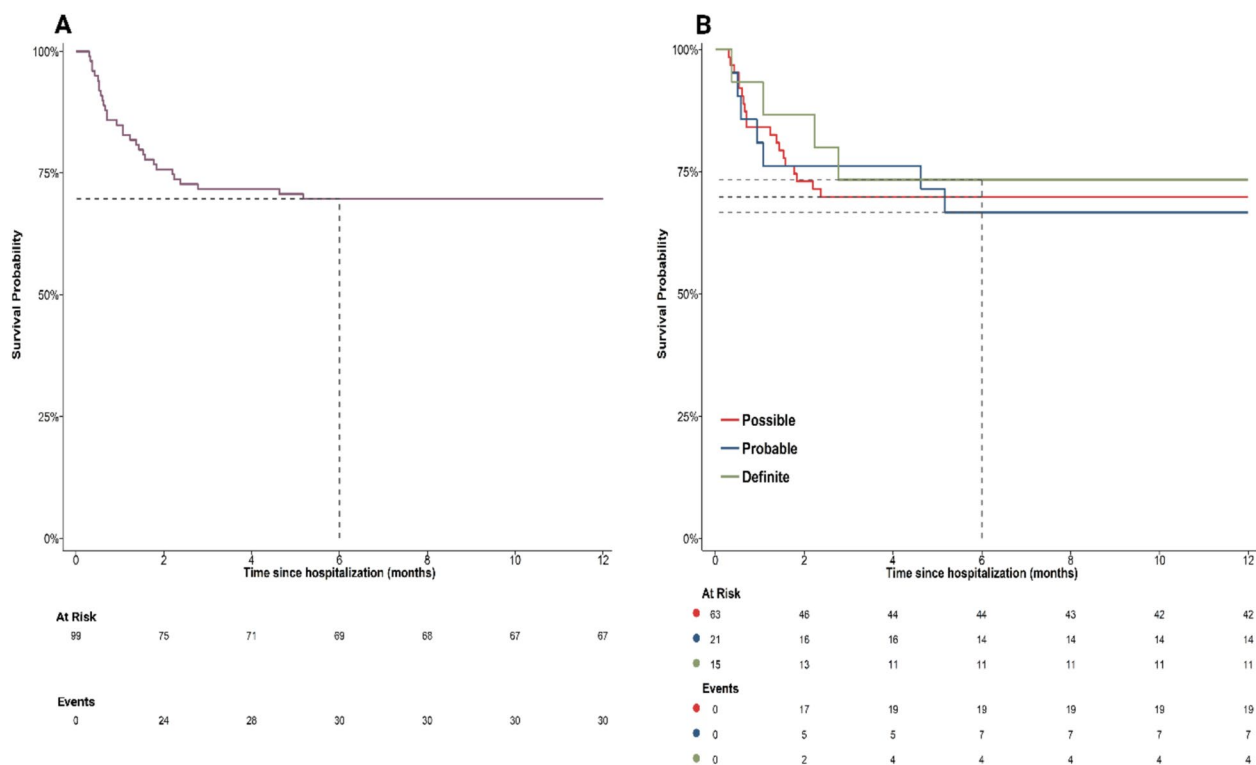 A
Survival Probability
100%
75%
50%
25%
0%
0 2 4 6 8 10 12
Time since hospitalization (months)
At Risk
99 75 71 69 68 67 67
Events
0 24 28 30 30 30 30
B
Survival Probability
100%
75%
50%
25%
0%
Possible
Probable
Definite
0 2 4 6 8 10 12
Time since hospitalization (months)
At Risk
63 46 44 44 43 42 42
21 16 16 14 14 14 14
15 13 11 11 11 11 11
Events
0 17 19 19 19 19 19
0 5 5 7 7 7 7
0 2 4 4 4 4 4